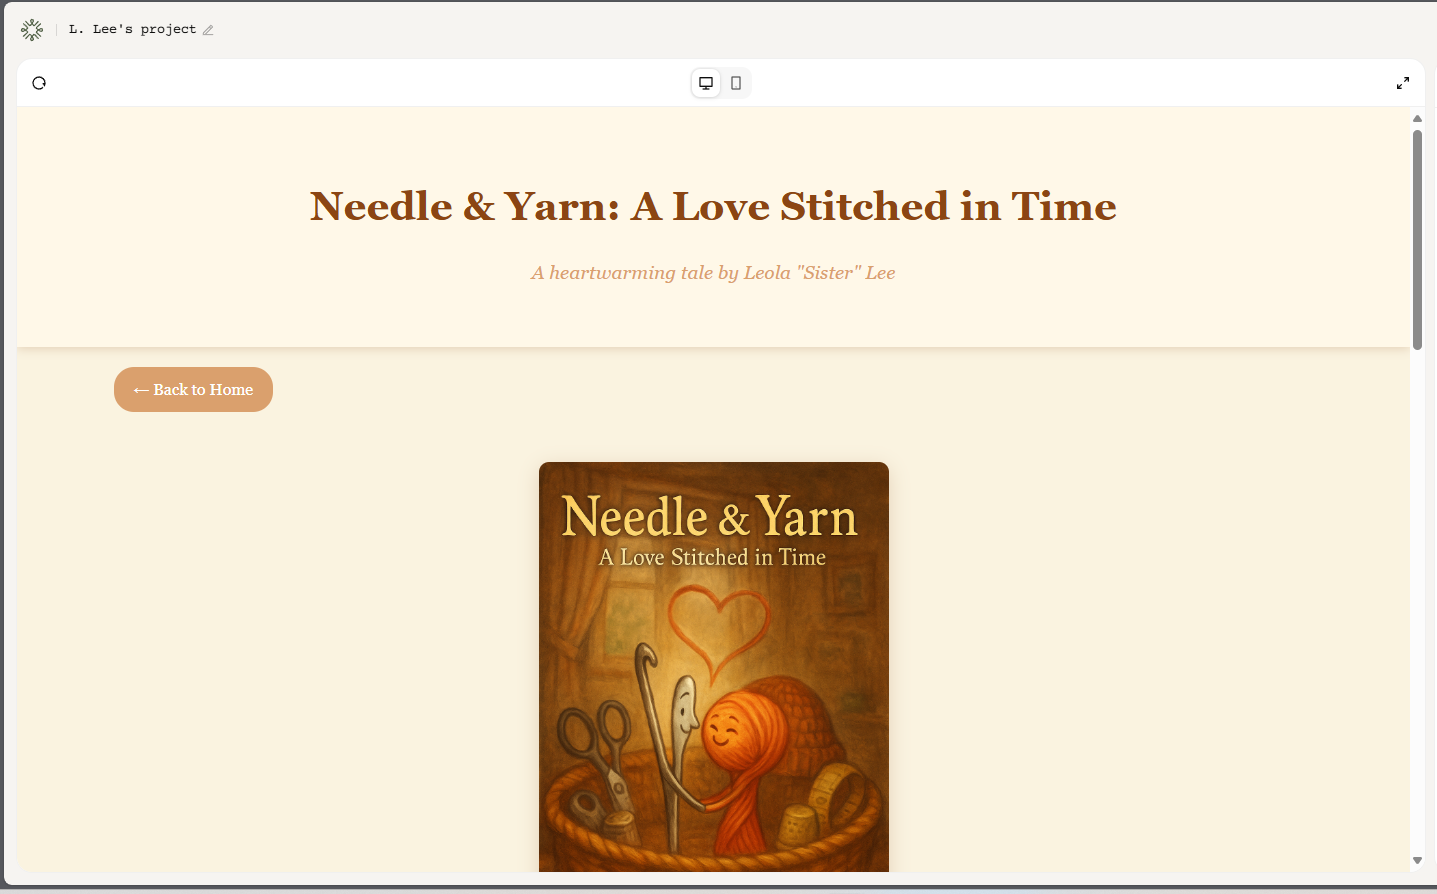 L. Lee's project
Needle & Yarn: A Love Stitched in Time
A heartwarming tale by Leola "Sister" Lee
← Back to Home
Needle & Yarn
A Love Stitched in Time